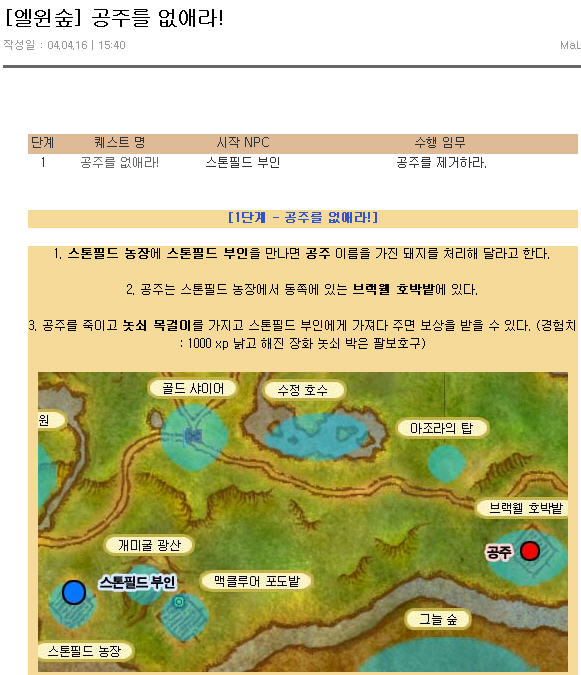 [엘윈숲] 공주를 없애라!
작성일 : 04.04.16 | 15:40 MaL
단계 퀘스트 명 시작 NPC 수행 임무
1 공주를 없애라! 스톤필드 부인 공주를 제거하라.
[1단계 - 공주를 없애라!]
1. 스톤필드 농장에 스톤필드 부인을 만나면 공주 이름을 가진 돼지를 처리해 달라고 한다.
2. 공주는 스톤필드 농장에서 동쪽에 있는 브랙웰 호박밭에 있다.
3. 공주를 죽이고 놋쇠 목걸이를 가지고 스톤필드 부인에게 가져다 주면 보상을 받을 수 있다. (경험치
: 1000 xp 낡고 해진 장화 놋쇠 박은 팔보호구)
골드 샤이어
수정 호수
원
아조라의 탑
브랙웰 호박밭
개미굴 광산
공주
스톤필드 부인
맥클루어 포도밭
그늘 숲
스톤필드 농장